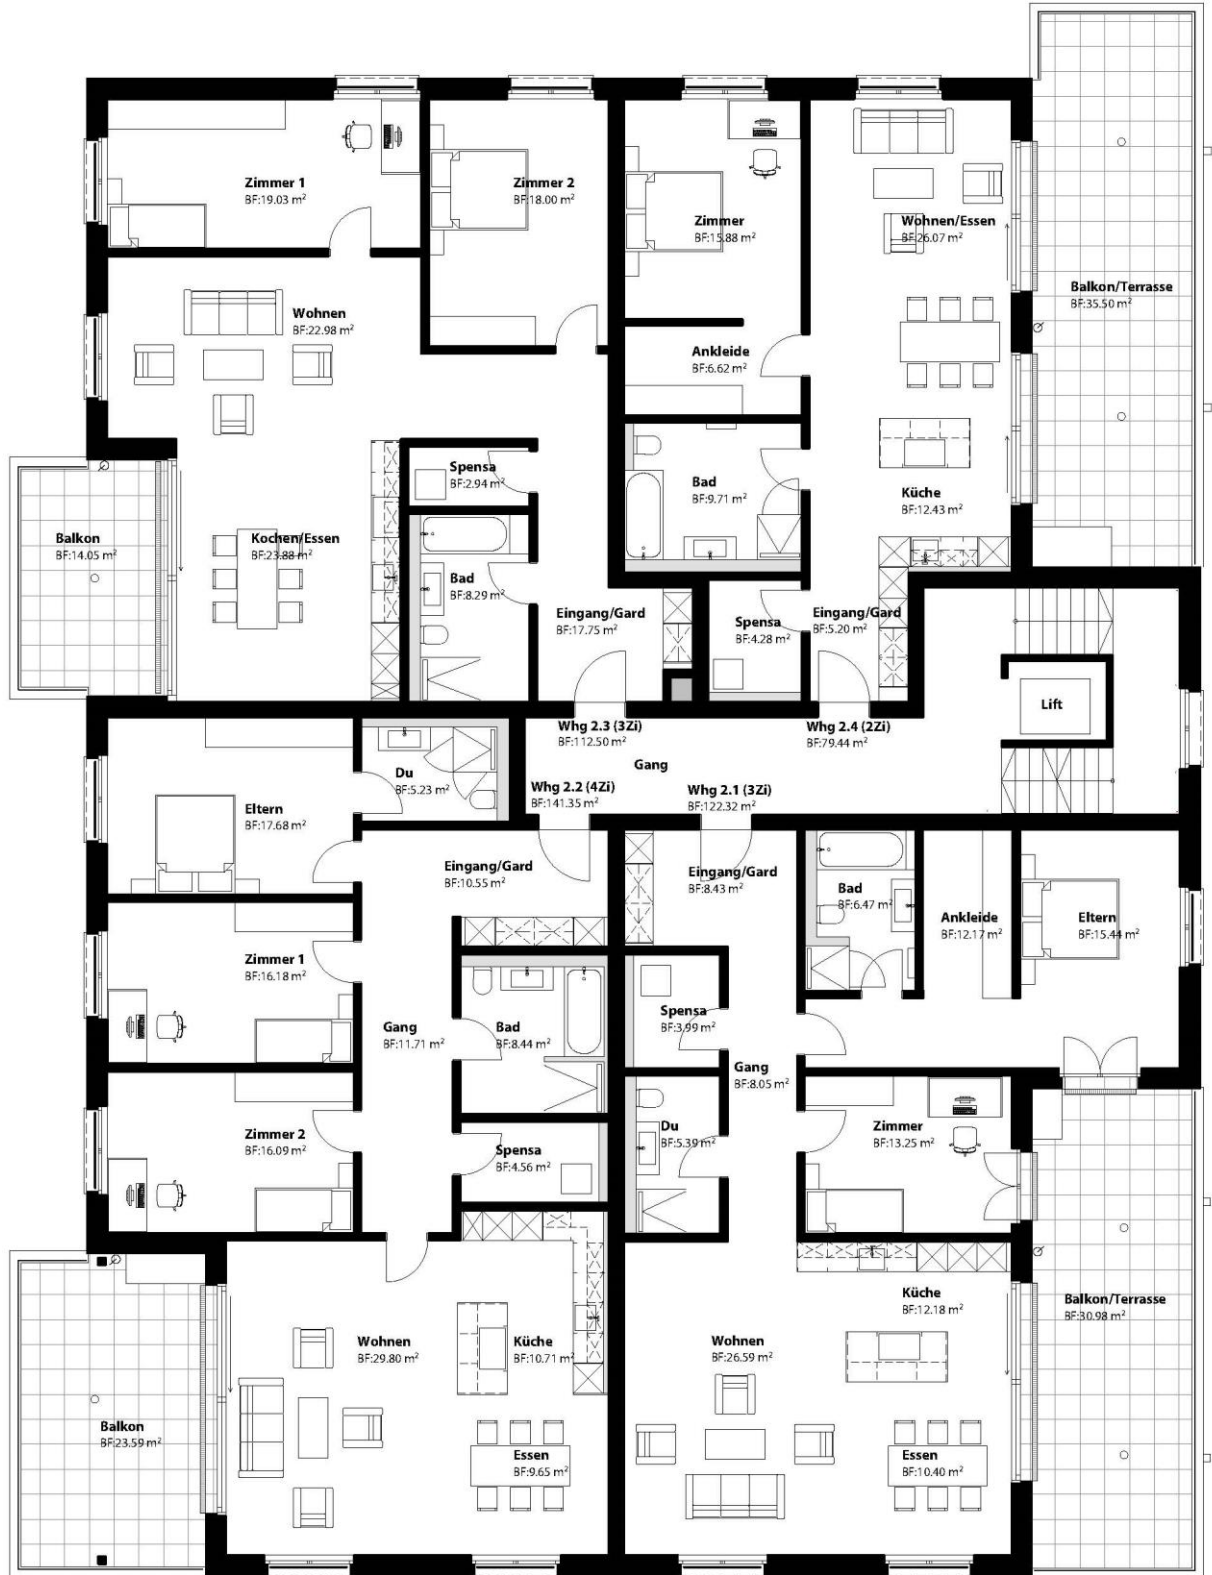 Zimmer 1
BF:19.03 m²
Zimmer 2
BF:18.00 m²
Zimmer
BF:15.88 m²
Wohnen/Essen
BF:26.07 m²
Balkon/Terrasse
BF:35.50 m²
Wohnen
BF:22.98 m²
Ankleide
BF:6.62 m²
Spensa
BF:2.94 m²
Bad
BF:9.71 m²
Küche
BF:12.43 m²
Balkon
BF:14.05 m²
Kochen/Essen
BF:23.88 m²
Bad
BF:8.29 m²
Eingang/Gard
BF:17.75 m²
Spensa
BF:4.28 m²
Eingang/Gard
BF:5.20 m²
Lift
Whg 2.3 (3Zi)
BF:112.50 m²
Whg 2.4 (2Zi)
BF:79.44 m²
Gang
Du
BF:5.23 m²
Whg 2.2 (4Zi)
BF:141.35 m²
Whg 2.1 (3Zi)
BF:122.32 m²
Eltern
BF:17.68 m²
Eingang/Gard
BF:10.55 m²
Eingang/Gard
BF:8.43 m²
Bad
BF:6.47 m²
Ankleide
BF:12.17 m²
Eltern
BF:15.44 m²
Zimmer 1
BF:16.18 m²
Gang
BF:11.71 m²
Bad
BF:8.44 m²
Spensa
BF:3.99 m²
Gang
BF:8.05 m²
Zimmer 2
BF:16.09 m²
Spensa
BF:4.56 m²
Du
BF:5.39 m²
Zimmer
BF:13.25 m²
Küche
BF:12.18 m²
Balkon/Terrasse
BF:30.98 m²
Wohnen
BF:29.80 m²
Küche
BF:10.71 m²
Wohnen
BF:26.59 m²
Balkon
BF:23.59 m²
Essen
BF:9.65 m²
Essen
BF:10.40 m²